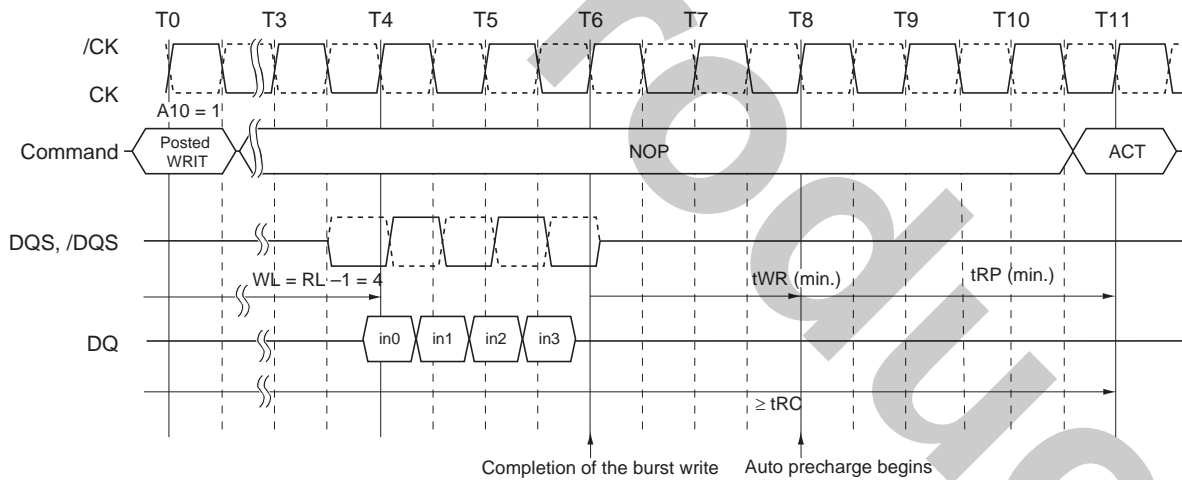 T0 T3 T4 T5 T6 T7 T8 T9 T10 T11
/CK
CK
A10 = 1
Command
Posted
WRIT
NOP
ACT
DQS, /DQS
WL = RL –1 = 4
tWR (min.)
tRP (min.)
DQ
in0 in1 in2 in3
≥ tRC
Completion of the burst write
Auto precharge begins